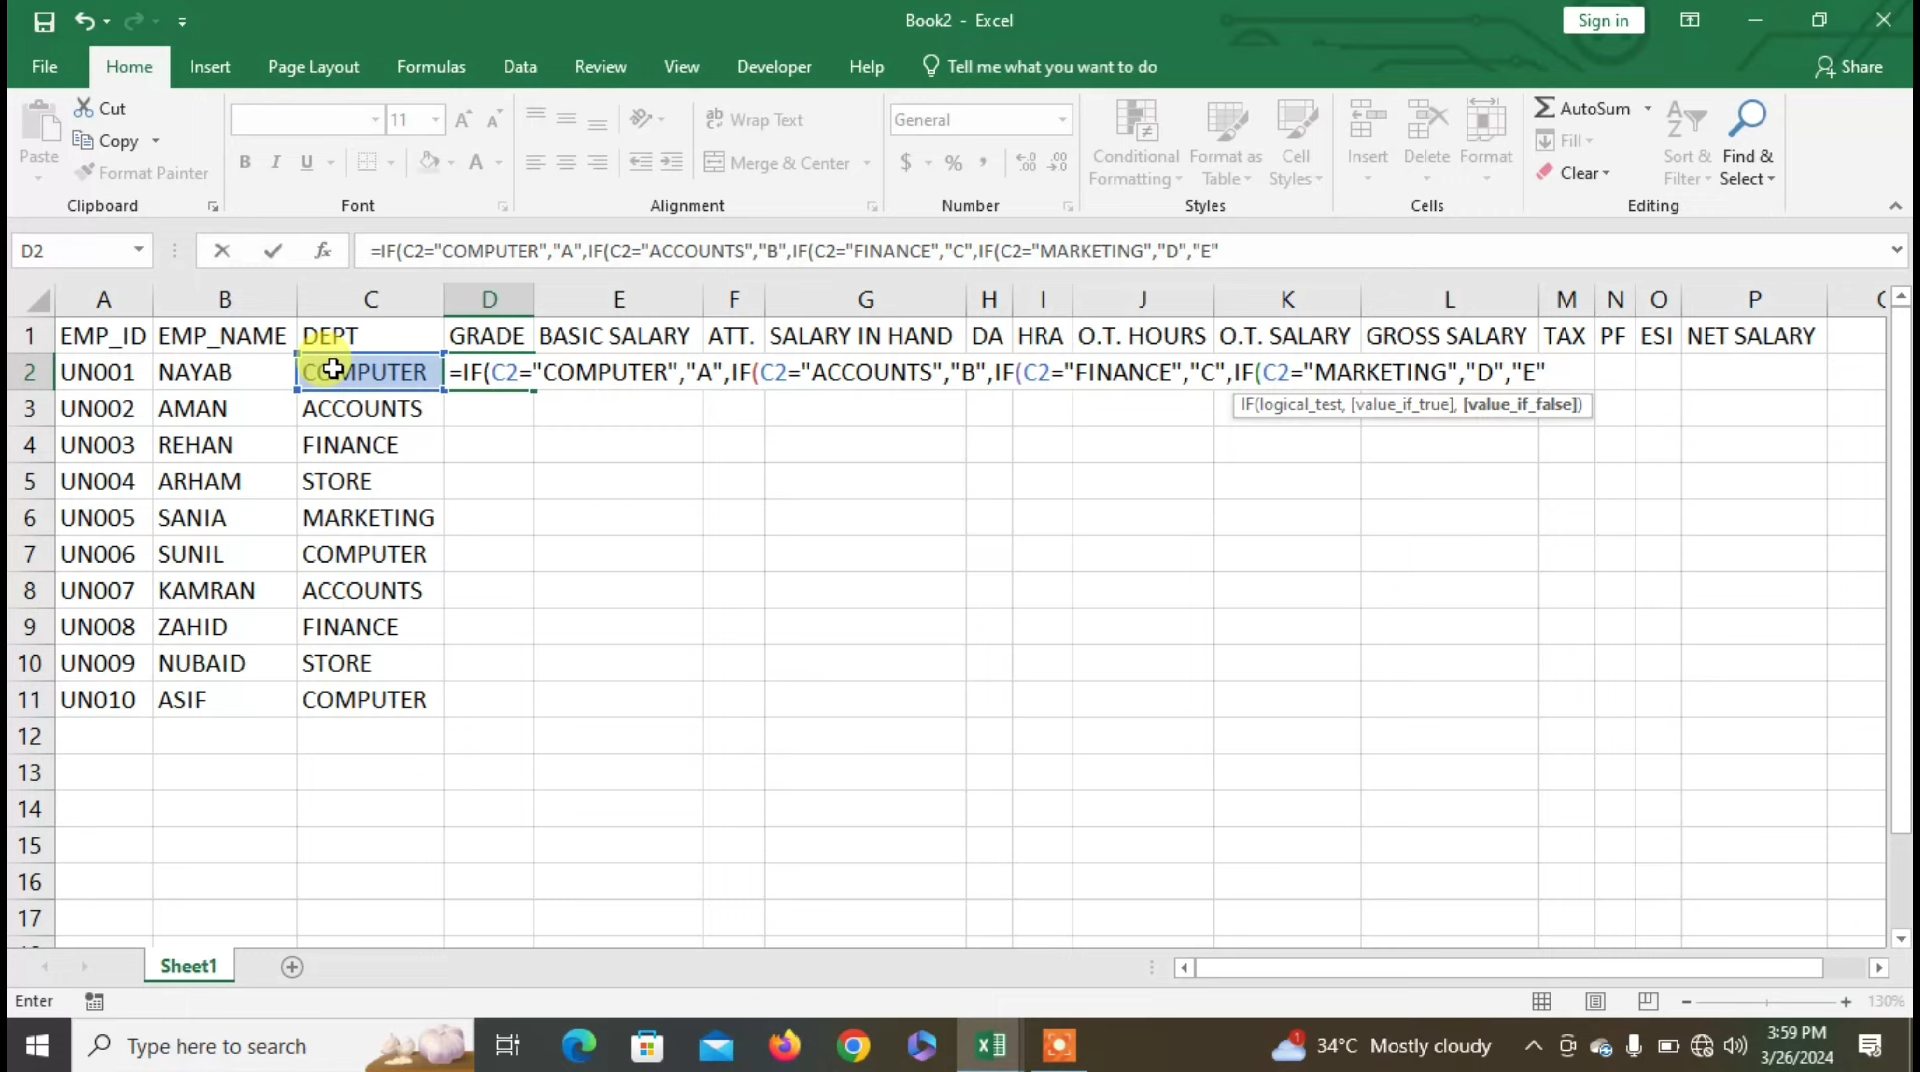 Book2 - Excel
Sign in
File Home Insert Page Layout Formulas Data Review View Developer Help Tell me what you want to do Share
Paste
Cut
Copy
Format Painter
Clipboard
11
B I U A
Font
Wrap Text
Merge & Center
Alignment
General
$ % ,
Number
Conditional Formatting
Format as Table
Cell Styles
Styles
Insert Delete Format
Cells
AutoSum
Fill
Clear
Sort & Filter
Find & Select
Editing
D2 fx =IF(C2="COMPUTER","A",IF(C2="ACCOUNTS","B",IF(C2="FINANCE","C",IF(C2="MARKETING","D","E"
A B C D E F G H I J K L M N O P
1 EMP_ID EMP_NAME DEPT GRADE BASIC SALARY ATT. SALARY IN HAND DA HRA O.T. HOURS O.T. SALARY GROSS SALARY TAX PF ESI NET SALARY
2 UN001 NAYAB COMPUTER =IF(C2="COMPUTER","A",IF(C2="ACCOUNTS","B",IF(C2="FINANCE","C",IF(C2="MARKETING","D","E"
IF(logical_test, [value_if_true], [value_if_false])
3 UN002 AMAN ACCOUNTS
4 UN003 REHAN FINANCE
5 UN004 ARHAM STORE
6 UN005 SANIA MARKETING
7 UN006 SUNIL COMPUTER
8 UN007 KAMRAN ACCOUNTS
9 UN008 ZAHID FINANCE
10 UN009 NUBAID STORE
11 UN010 ASIF COMPUTER
12
13
14
15
16
17
Sheet1
Enter 130%
Type here to search 34°C Mostly cloudy 3:59 PM
3/26/2024